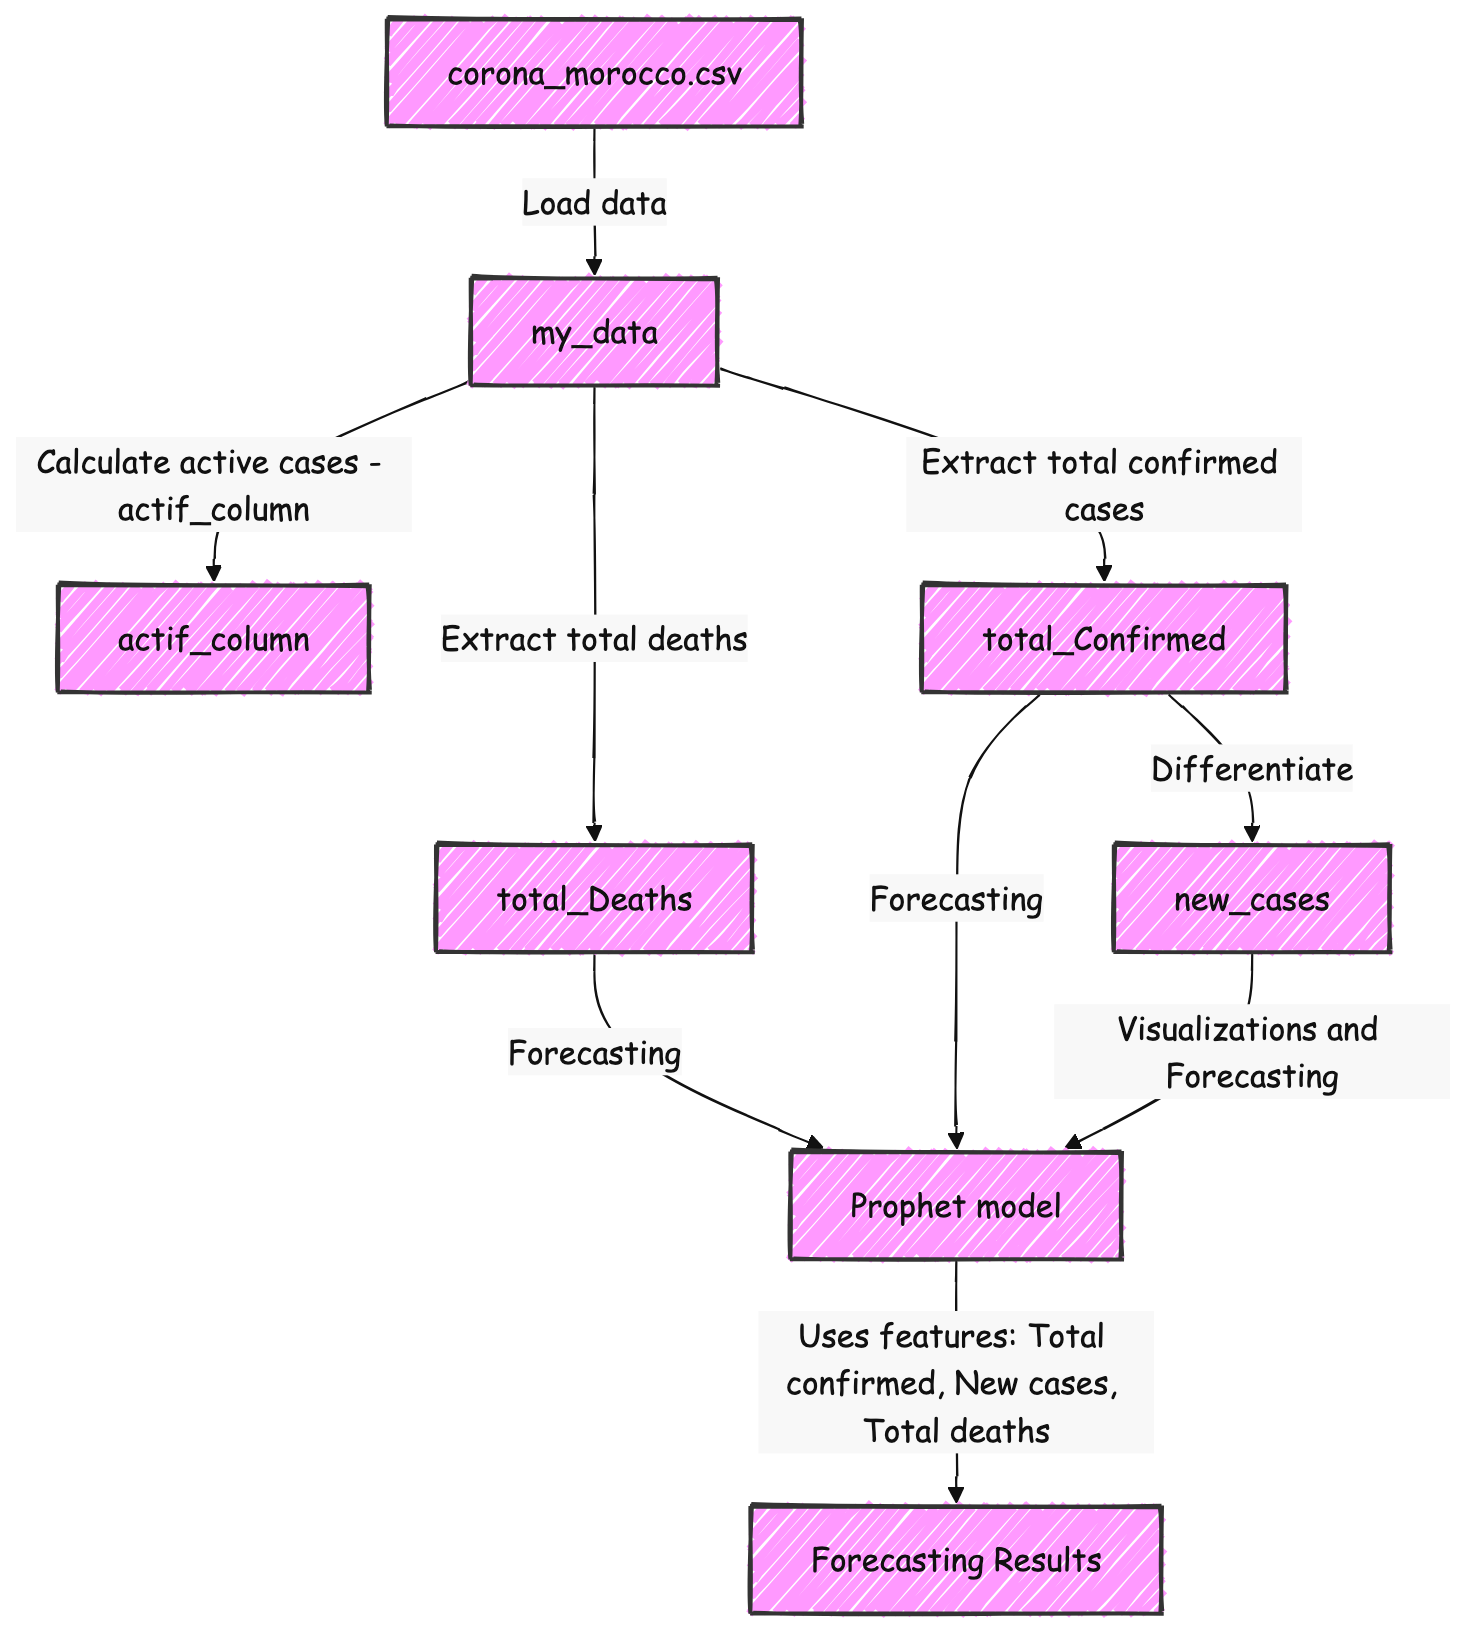 corona_morocco.csv
Load data
my_data
Calculate active cases -
actif_column
Extract total confirmed
cases
actif_column
Extract total deaths
total_Confirmed
Differentiate
total_Deaths
Forecasting
new_cases
Forecasting
Visualizations and
Forecasting
Prophet model
Uses features: Total
confirmed, New cases,
Total deaths
Forecasting Results